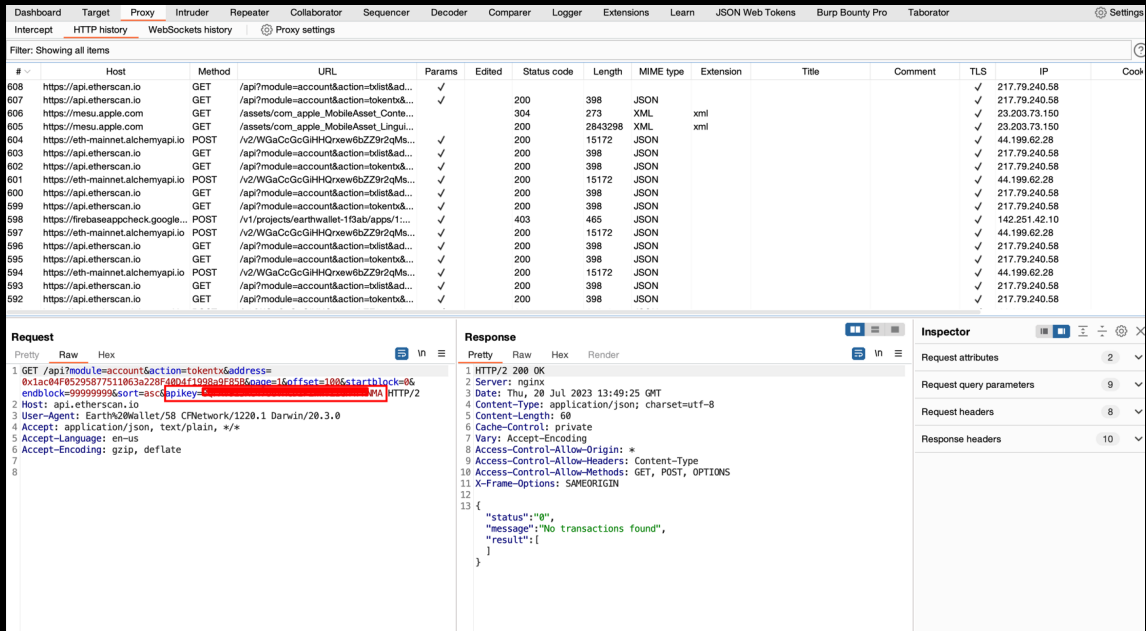 Dashboard Target Proxy Intruder Repeater Collaborator Sequencer Decoder Comparer Logger Extensions Learn JSON Web Tokens Burp Bounty Pro Taborator Settings
Intercept HTTP history WebSockets history Proxy settings
Filter: Showing all items
# Host Method URL Params Edited Status code Length MIME type Extension Title Comment TLS IP Cook
608 https://api.etherscan.io GET /api?module=account&action=txlist&ad... ✓ ✓ 217.79.240.58
607 https://api.etherscan.io GET /api?module=account&action=tokentx&... ✓ 200 398 JSON ✓ 217.79.240.58
606 https://mesu.apple.com GET /assets/com_apple_MobileAsset_Conte... 304 273 XML xml ✓ 23.203.73.150
605 https://mesu.apple.com GET /assets/com_apple_MobileAsset_Lingui... 200 2843298 XML xml ✓ 23.203.73.150
604 https://eth-mainnet.alchemyapi.io POST /v2/WGaCcGcGiHHQrxew6bZZ9r2qMs... ✓ 200 15172 JSON ✓ 44.199.62.28
603 https://api.etherscan.io GET /api?module=account&action=txlist&ad... ✓ 200 398 JSON ✓ 217.79.240.58
602 https://api.etherscan.io GET /api?module=account&action=tokentx&... ✓ 200 398 JSON ✓ 217.79.240.58
601 https://eth-mainnet.alchemyapi.io POST /v2/WGaCcGcGiHHQrxew6bZZ9r2qMs... ✓ 200 15172 JSON ✓ 44.199.62.28
600 https://api.etherscan.io GET /api?module=account&action=txlist&ad... ✓ 200 398 JSON ✓ 217.79.240.58
599 https://api.etherscan.io GET /api?module=account&action=tokentx&... ✓ 200 398 JSON ✓ 217.79.240.58
598 https://firebaseappcheck.google... POST /v1/projects/earthwallet-1f3ab/apps/1:... ✓ 403 465 JSON ✓ 142.251.42.10
597 https://eth-mainnet.alchemyapi.io POST /v2/WGaCcGcGiHHQrxew6bZZ9r2qMs... ✓ 200 15172 JSON ✓ 44.199.62.28
596 https://api.etherscan.io GET /api?module=account&action=txlist&ad... ✓ 200 398 JSON ✓ 217.79.240.58
595 https://api.etherscan.io GET /api?module=account&action=tokentx&... ✓ 200 398 JSON ✓ 217.79.240.58
594 https://eth-mainnet.alchemyapi.io POST /v2/WGaCcGcGiHHQrxew6bZZ9r2qMs... ✓ 200 15172 JSON ✓ 44.199.62.28
593 https://api.etherscan.io GET /api?module=account&action=txlist&ad... ✓ 200 398 JSON ✓ 217.79.240.58
592 https://api.etherscan.io GET /api?module=account&action=tokentx&... ✓ 200 398 JSON ✓ 217.79.240.58
Request
Pretty Raw Hex \n
1 GET /api?module=account&action=tokentx&address=
0x1ac04F05295877511063a228F40D4f1998a9F85B&page=1&offset=100&startblock=0&
endblock=99999999&sort=asc&apikey= NMA HTTP/2
2 Host: api.etherscan.io
3 User-Agent: Earth%20Wallet/58 CFNetwork/1220.1 Darwin/20.3.0
4 Accept: application/json, text/plain, */*
5 Accept-Language: en-us
6 Accept-Encoding: gzip, deflate
7
8
Response
Pretty Raw Hex Render \n
1 HTTP/2 200 OK
2 Server: nginx
3 Date: Thu, 20 Jul 2023 13:49:25 GMT
4 Content-Type: application/json; charset=utf-8
5 Content-Length: 60
6 Cache-Control: private
7 Vary: Accept-Encoding
8 Access-Control-Allow-Origin: *
9 Access-Control-Allow-Headers: Content-Type
10 Access-Control-Allow-Methods: GET, POST, OPTIONS
11 X-Frame-Options: SAMEORIGIN
12
13 {
"status":"0",
"message":"No transactions found",
"result":[
]
}
Inspector
Request attributes 2
Request query parameters 9
Request headers 8
Response headers 10